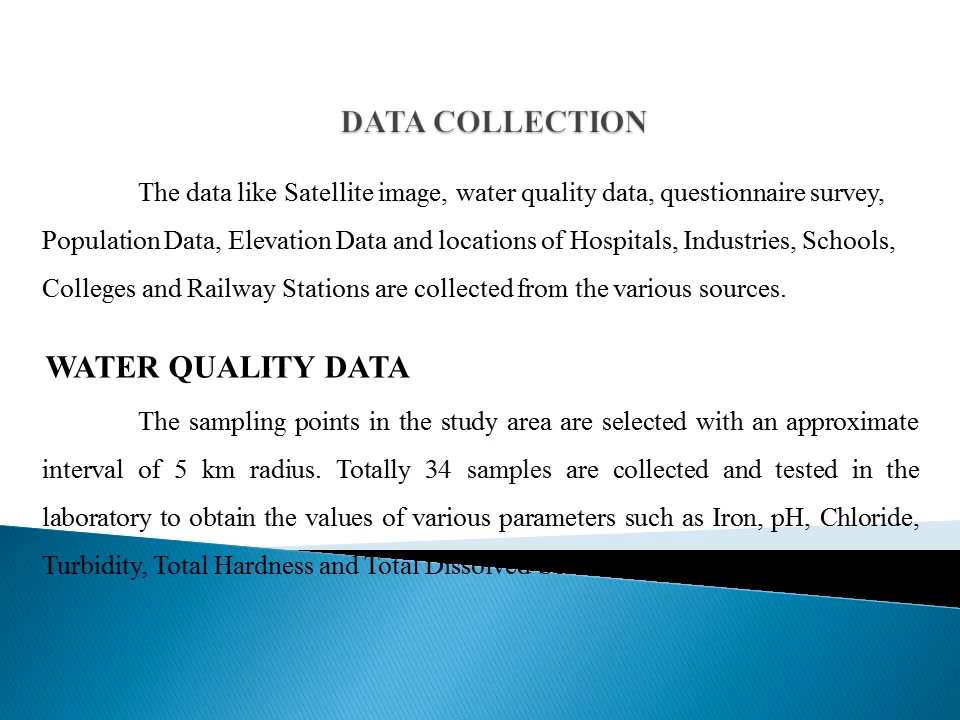 DATA COLLECTION
The data like Satellite image, water quality data, questionnaire survey,
Population Data, Elevation Data and locations of Hospitals, Industries, Schools,
Colleges and Railway Stations are collected from the various sources.
WATER QUALITY DATA
The sampling points in the study area are selected with an approximate
interval of 5 km radius. Totally 34 samples are collected and tested in the
laboratory to obtain the values of various parameters such as Iron, pH, Chloride,
Turbidity, Total Hardness and Total Dissolved